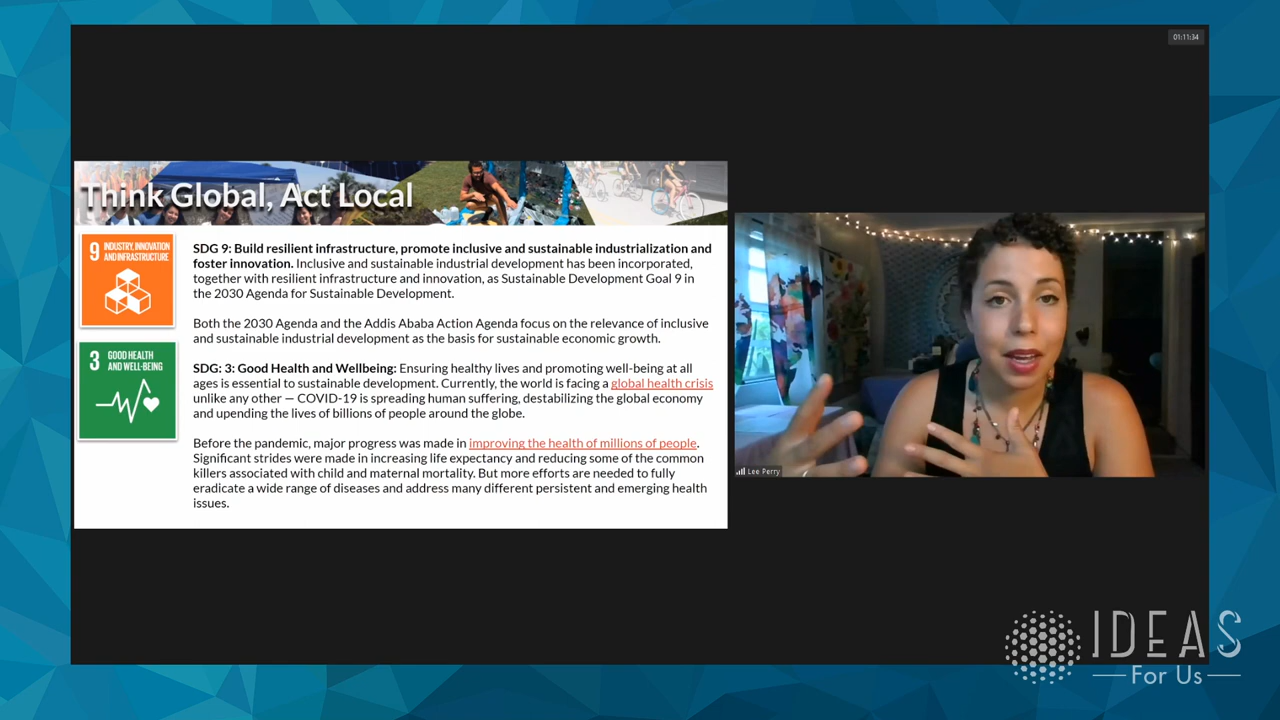 01:11:34
Think Global, Act Local
9 INDUSTRY, INNOVATION
AND INFRASTRUCTURE
SDG 9: Build resilient infrastructure, promote inclusive and sustainable industrialization and
foster innovation. Inclusive and sustainable industrial development has been incorporated,
together with resilient infrastructure and innovation, as Sustainable Development Goal 9 in
the 2030 Agenda for Sustainable Development.
Both the 2030 Agenda and the Addis Ababa Action Agenda focus on the relevance of inclusive
and sustainable industrial development as the basis for sustainable economic growth.
3 GOOD HEALTH
AND WELL-BEING
SDG: 3: Good Health and Wellbeing: Ensuring healthy lives and promoting well-being at all
ages is essential to sustainable development. Currently, the world is facing a global health crisis
unlike any other — COVID-19 is spreading human suffering, destabilizing the global economy
and upending the lives of billions of people around the globe.
Before the pandemic, major progress was made in improving the health of millions of people.
Significant strides were made in increasing life expectancy and reducing some of the common
killers associated with child and maternal mortality. But more efforts are needed to fully
eradicate a wide range of diseases and address many different persistent and emerging health
issues.
Lee Perry
IDEAS
For Us